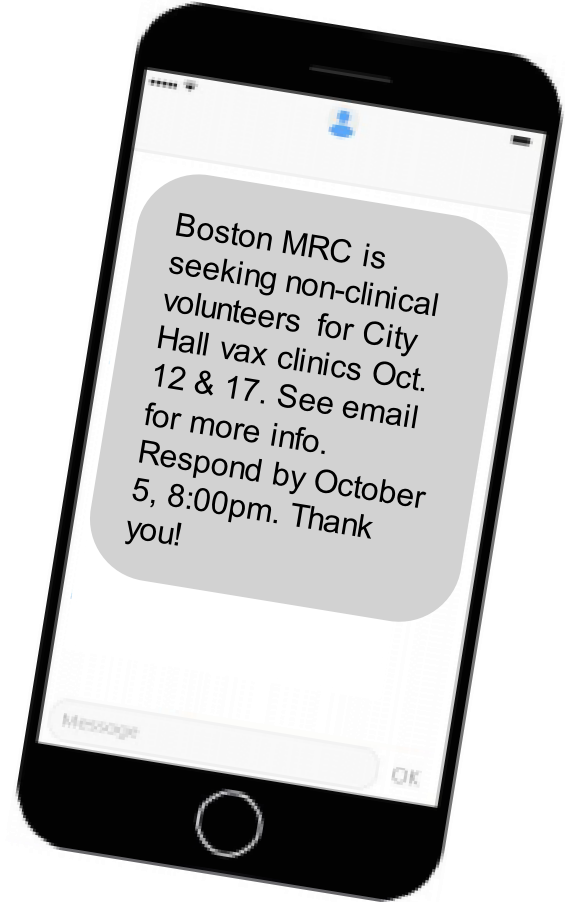 Boston MRC is
seeking non-clinical
volunteers for City
Hall vax clinics Oct.
12 & 17. See email
for more info.
Respond by October
5, 8:00pm. Thank
you!
Message
OK